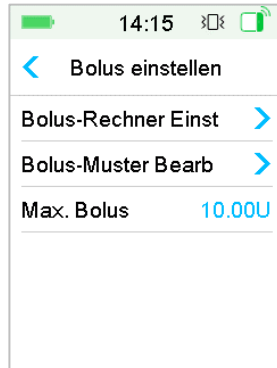 14:15
Bolus einstellen
Bolus-Rechner Einst
Bolus-Muster Bearb
Max. Bolus 10.00U